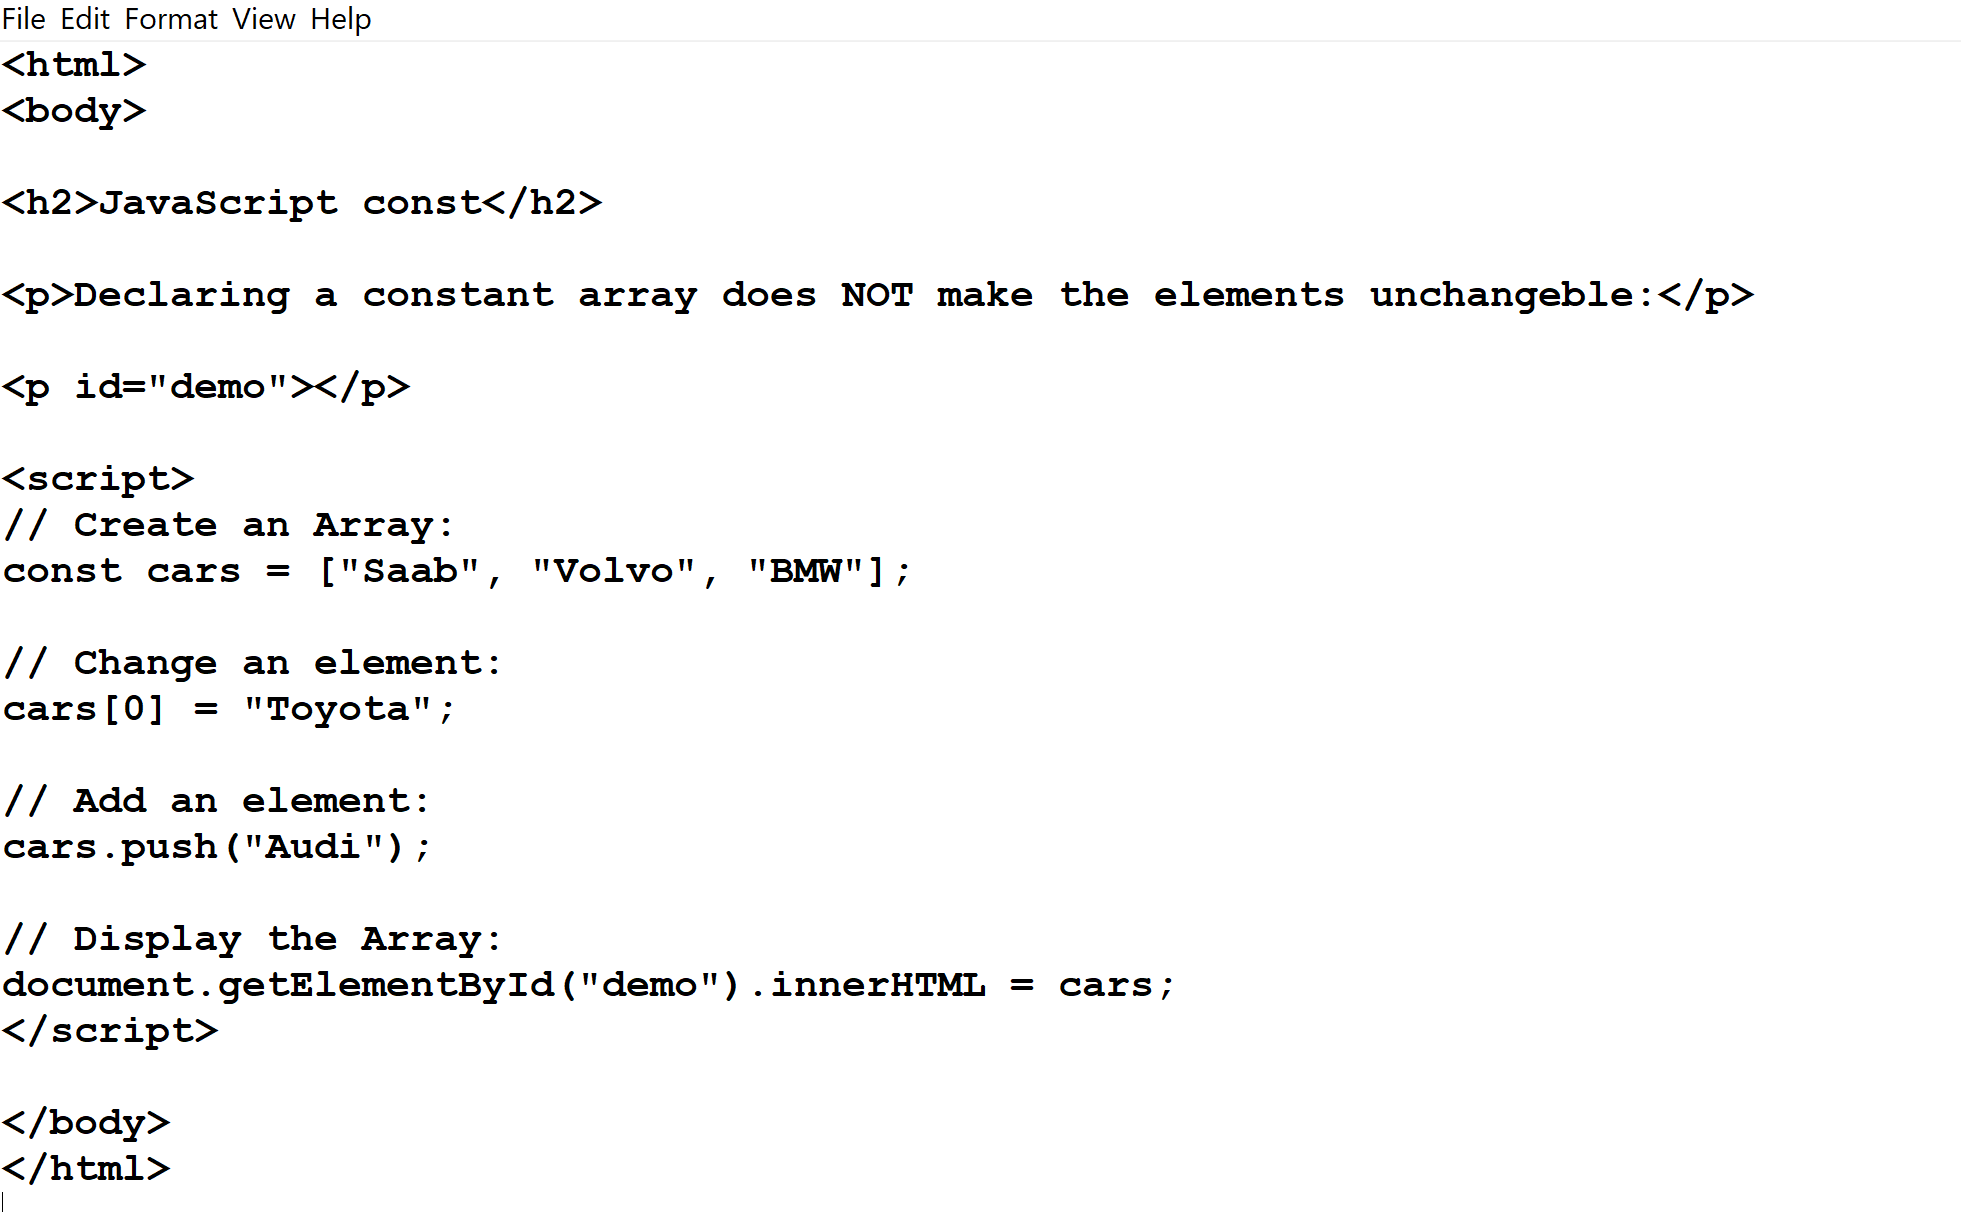 File Edit Format View Help
<html>
<body>
<h2>JavaScript const</h2>
<p>Declaring a constant array does NOT make the elements unchangeble:</p>
<p id="demo"></p>
<script>
// Create an Array:
const cars = ["Saab", "Volvo", "BMW"];
// Change an element:
cars[0] = "Toyota";
// Add an element:
cars.push("Audi");
// Display the Array:
document.getElementById("demo").innerHTML = cars;
</script>
</body>
</html>